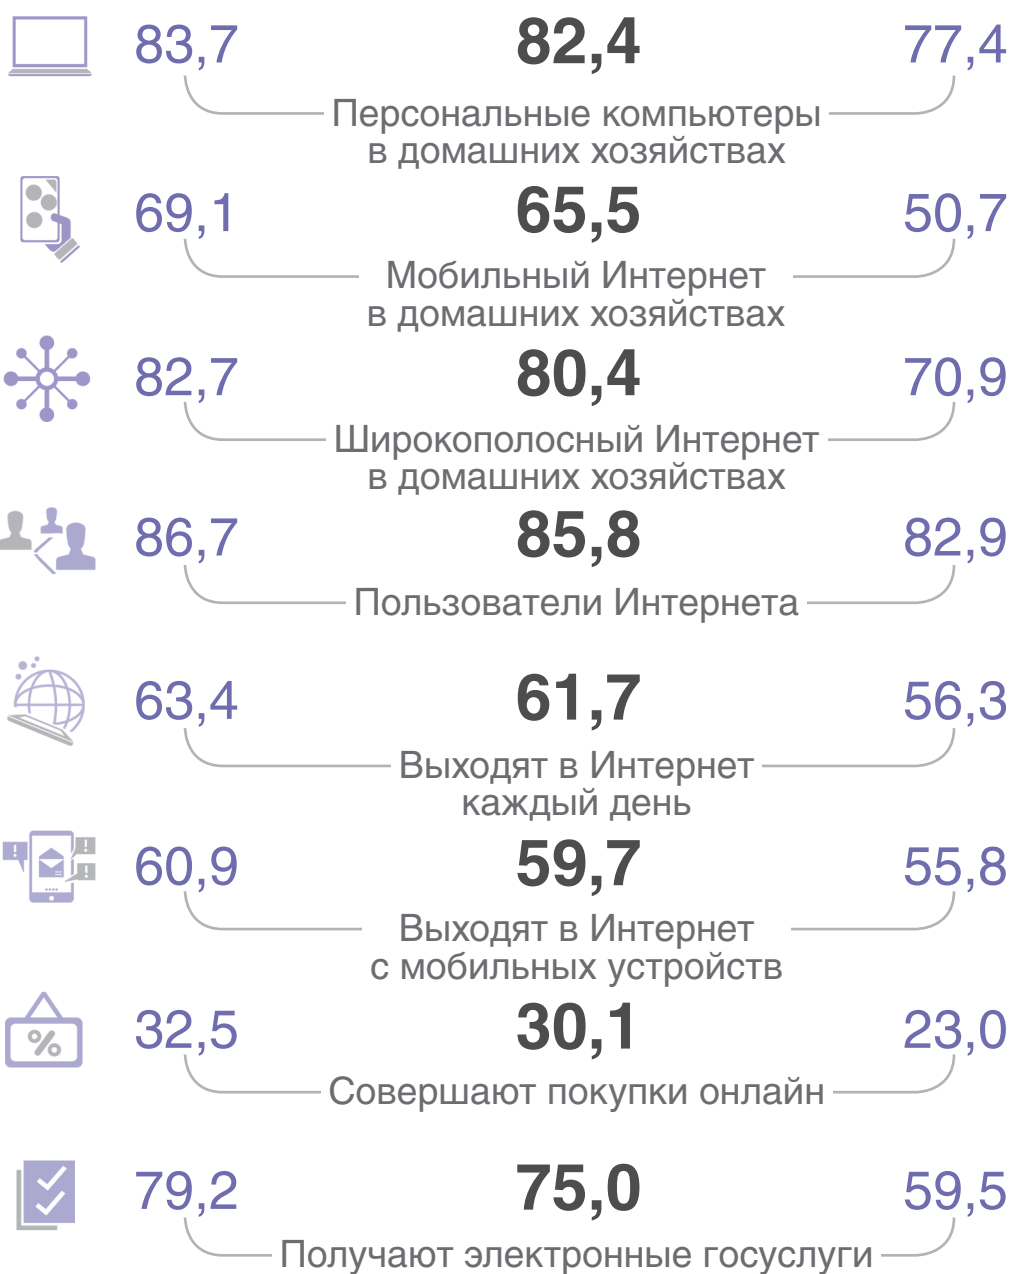 83,7 82,4 77,4
Персональные компьютеры
в домашних хозяйствах
69,1 65,5 50,7
Мобильный Интернет
в домашних хозяйствах
82,7 80,4 70,9
Широкополосный Интернет
в домашних хозяйствах
86,7 85,8 82,9
Пользователи Интернета
63,4 61,7 56,3
Выходят в Интернет
каждый день
60,9 59,7 55,8
Выходят в Интернет
с мобильных устройств
32,5 30,1 23,0
Совершают покупки онлайн
79,2 75,0 59,5
Получают электронные госуслуги